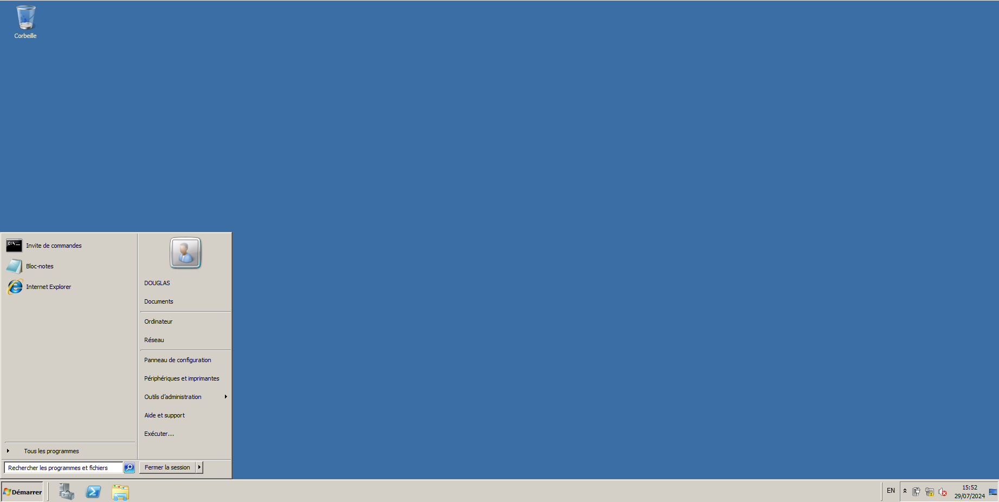 Corbeille
C:\_
Invite de commandes
Bloc-notes
Internet Explorer
Tous les programmes
Rechercher les programmes et fichiers
DOUGLAS
Documents
Ordinateur
Réseau
Panneau de configuration
Périphériques et imprimantes
Outils d’administration
Aide et support
Exécuter...
Fermer la session
Démarrer
EN
15:52
29/07/2024